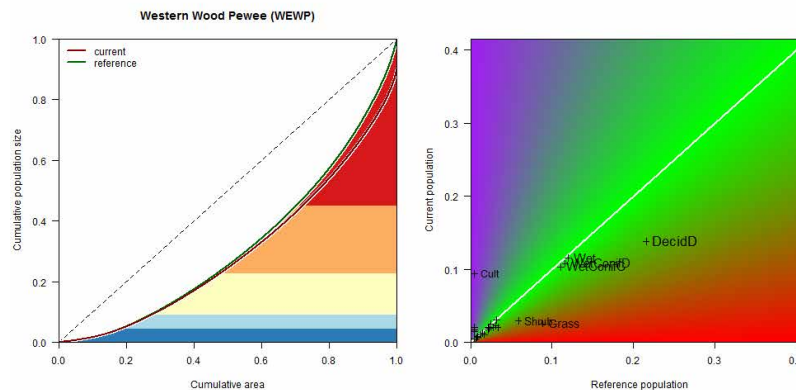 Western Wood Pewee (WEWP)
1.0
0.8
0.6
0.4
0.2
0.0
Cumulative population size
current
reference
0.0 0.2 0.4 0.6 0.8 1.0
Cumulative area
0.4
0.3
0.2
0.1
0.0
Current population
DecidD
Wet
WetConifD
WetConifC
Cult
Shrub
Grass
0.0 0.1 0.2 0.3
Reference population